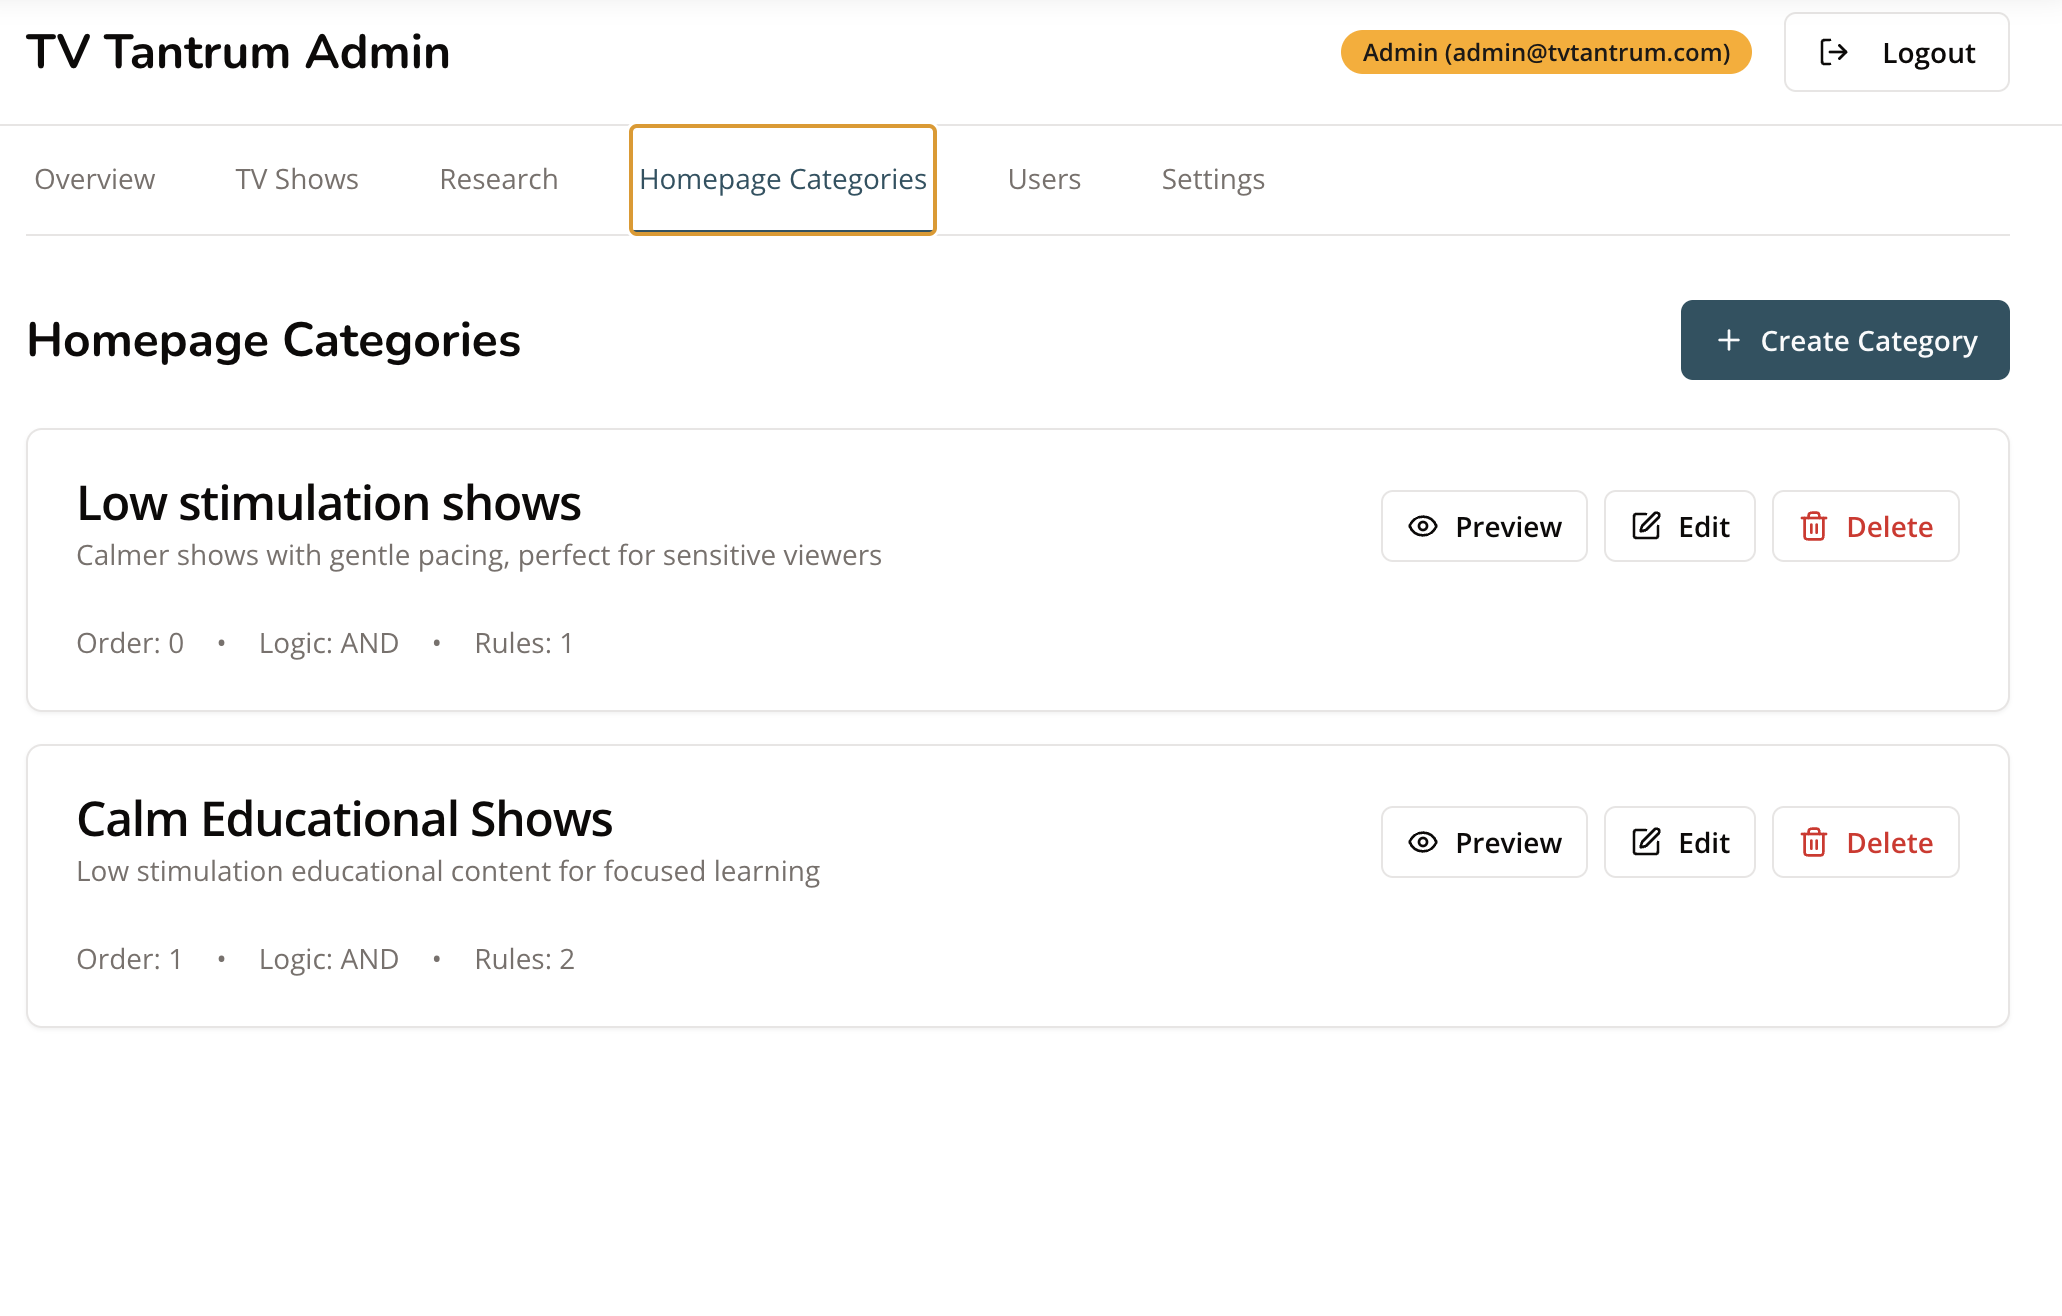 TV Tantrum Admin
Admin (admin@tvtantrum.com)
Logout
Overview
TV Shows
Research
Homepage Categories
Users
Settings
Homepage Categories
+ Create Category
Low stimulation shows
Calmer shows with gentle pacing, perfect for sensitive viewers
Preview
Edit
Delete
Order: 0 • Logic: AND • Rules: 1
Calm Educational Shows
Low stimulation educational content for focused learning
Preview
Edit
Delete
Order: 1 • Logic: AND • Rules: 2